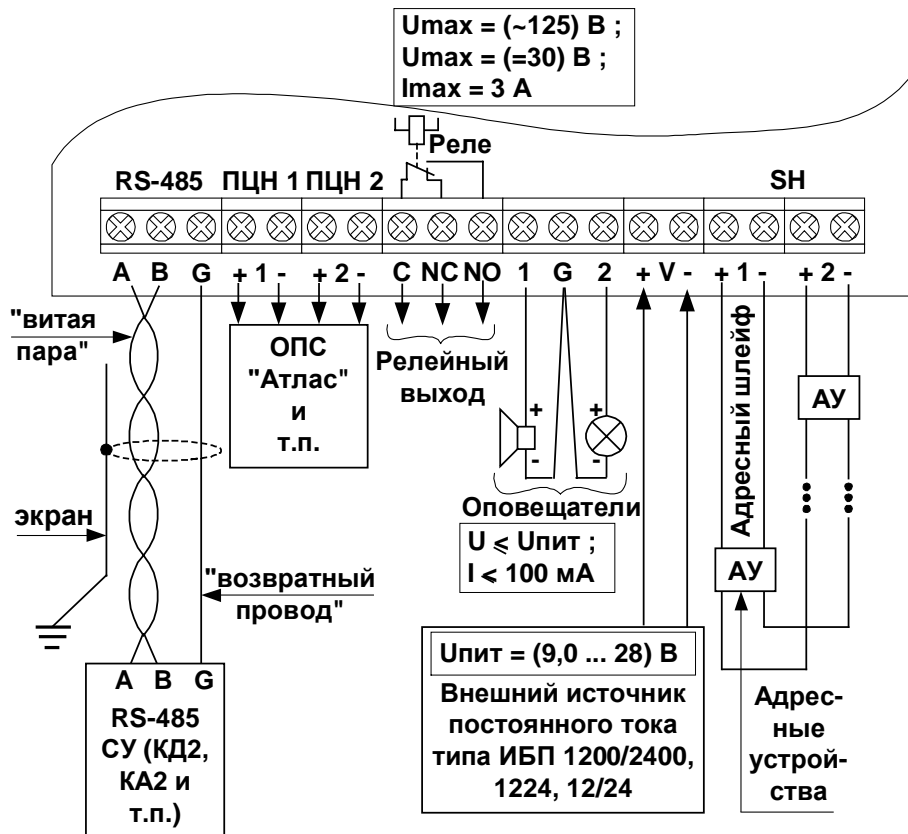 Umax = (~125) В ;
Umax = (=30) В ;
Imax = 3 А
Реле
RS-485 ПЦН 1 ПЦН 2 SH
A B G + 1 - + 2 - C NC NO 1 G 2 + V - + 1 - + 2 -
"витая
пара"
ОПС
"Атлас"
и
т.п.
Релейный
выход
+ -
+ -
Оповещатели
U ⩽ Uпит ;
I ⩽ 100 мА
Адресный шлейф
АУ
АУ
экран
"возвратный
провод"
A B G
RS-485
СУ (КД2,
КА2 и
т.п.)
Uпит = (9,0 ... 28) В
Внешний источник
постоянного тока
типа ИБП 1200/2400,
1224, 12/24
Адрес-
ные
устрой-
ства